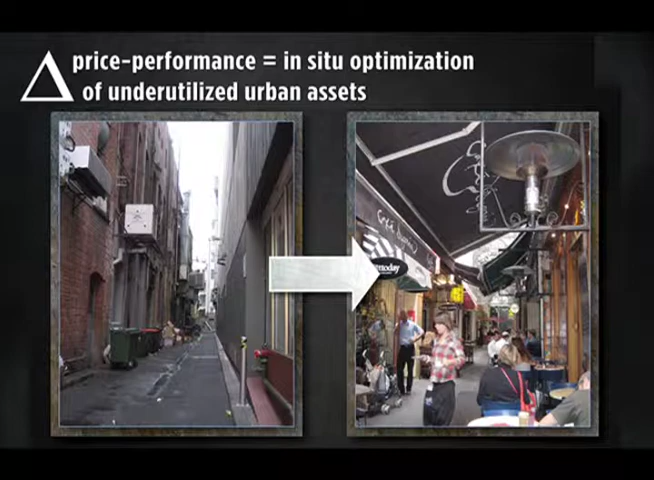 Δ price-performance = in situ optimization
of underutilized urban assets